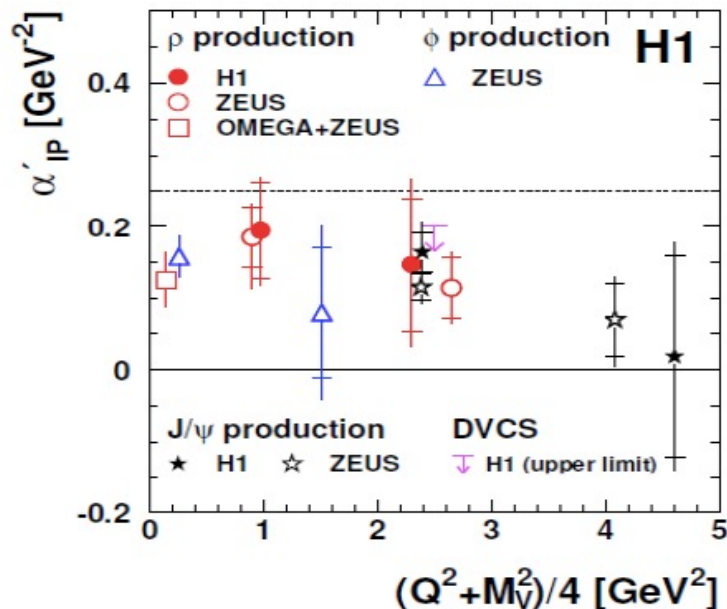 α′IP [GeV-2]
ρ production
H1
ZEUS
OMEGA+ZEUS
ϕ production
ZEUS
H1
0.4
0.2
0
-0.2
J/ψ production
H1
ZEUS
DVCS
H1 (upper limit)
0 1 2 3 4 5
(Q2+M2V)/4 [GeV2]